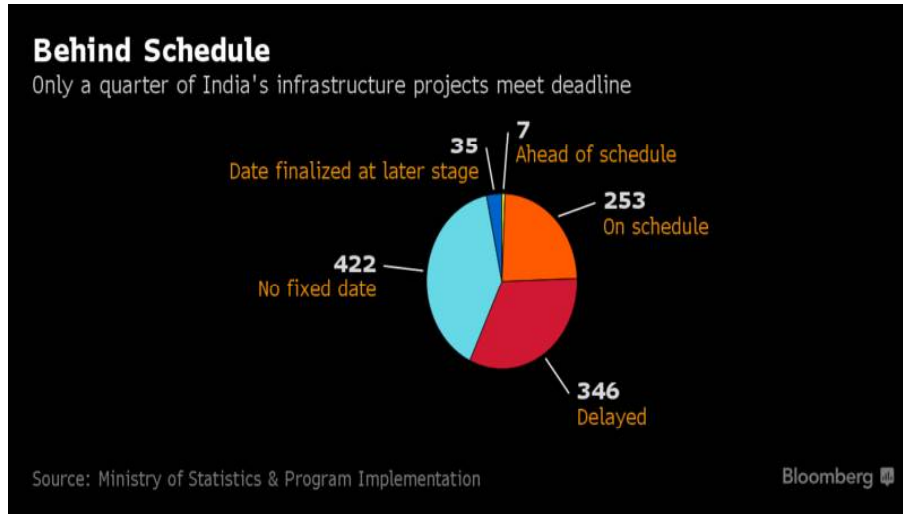 Behind Schedule
Only a quarter of India's infrastructure projects meet deadline
7
Ahead of schedule
35
Date finalized at later stage
253
On schedule
422
No fixed date
346
Delayed
Source: Ministry of Statistics & Program Implementation
Bloomberg